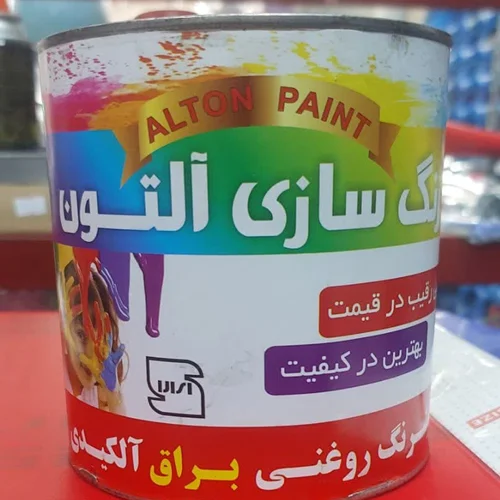 ALTON PAINT
رنگ سازی آلتون
رقیب در قیمت
بهترین در کیفیت
رنگ روغنی براق آلکیدی